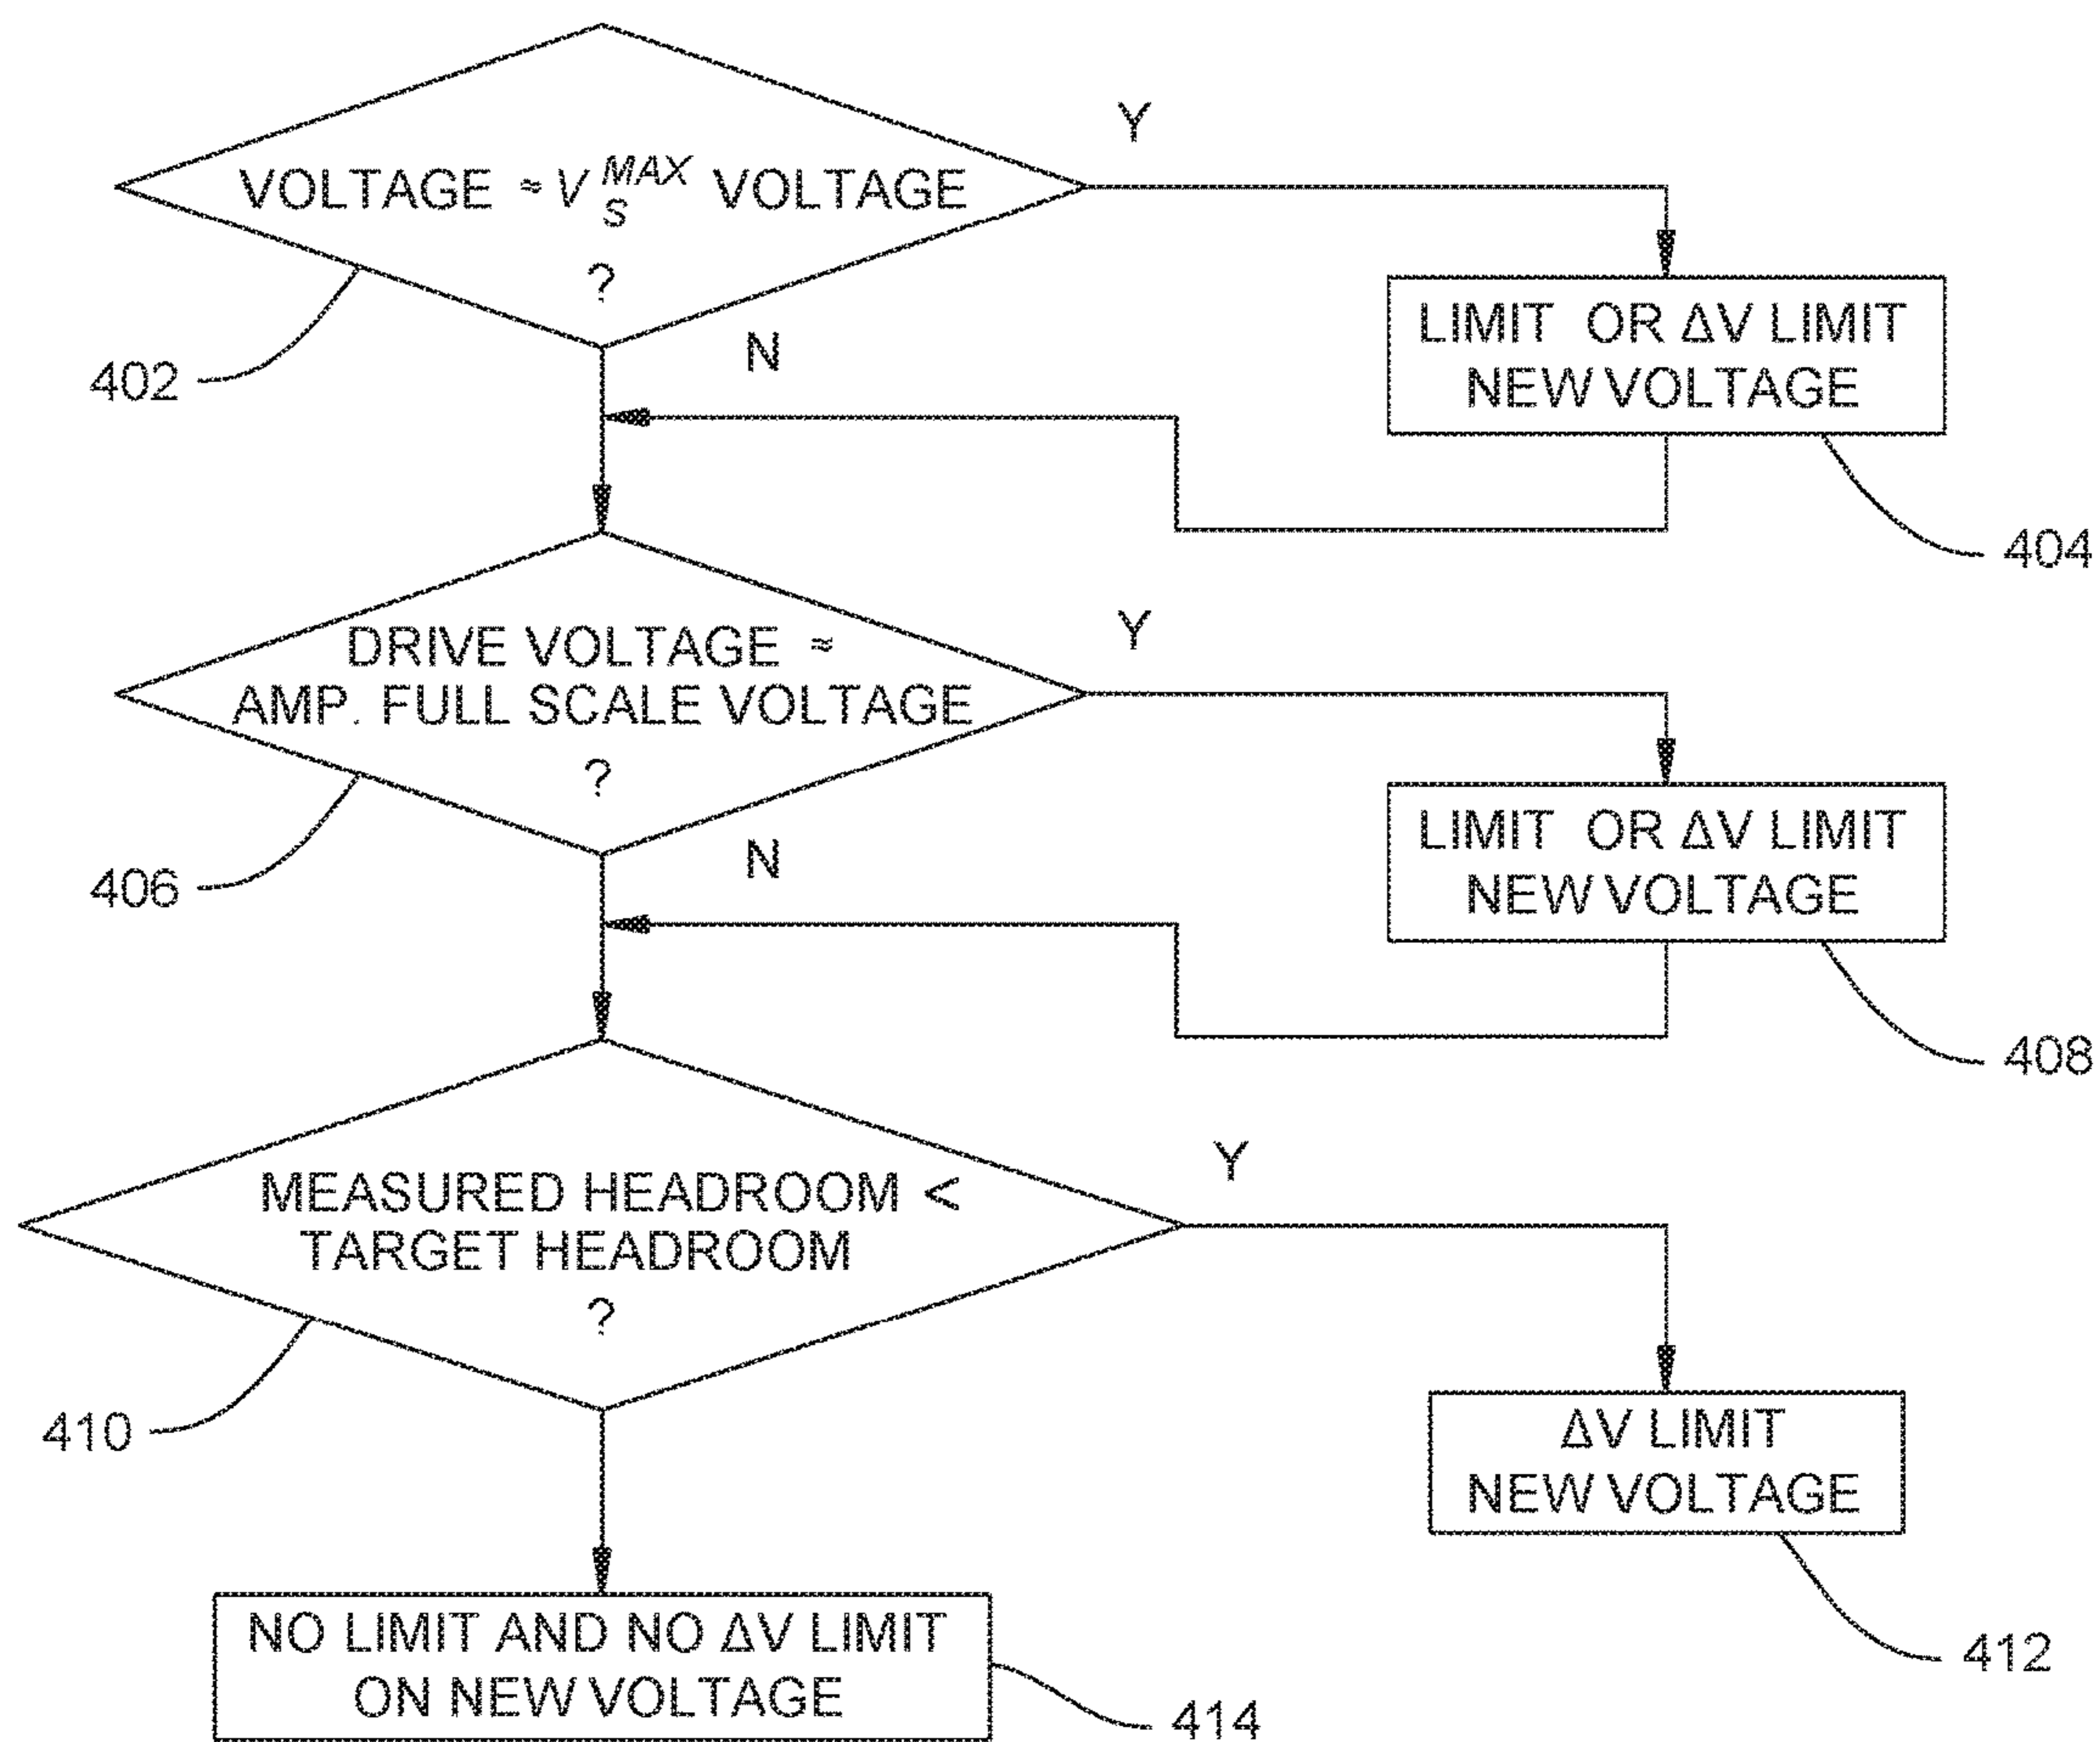 Y
VOLTAGE ≈ V_S^MAX VOLTAGE
?
LIMIT OR ΔV LIMIT
NEW VOLTAGE
N
402
404
Y
DRIVE VOLTAGE ≈
AMP. FULL SCALE VOLTAGE
?
LIMIT OR ΔV LIMIT
NEW VOLTAGE
N
406
408
Y
MEASURED HEADROOM <
TARGET HEADROOM
?
410
ΔV LIMIT
NEW VOLTAGE
412
NO LIMIT AND NO ΔV LIMIT
ON NEW VOLTAGE
414